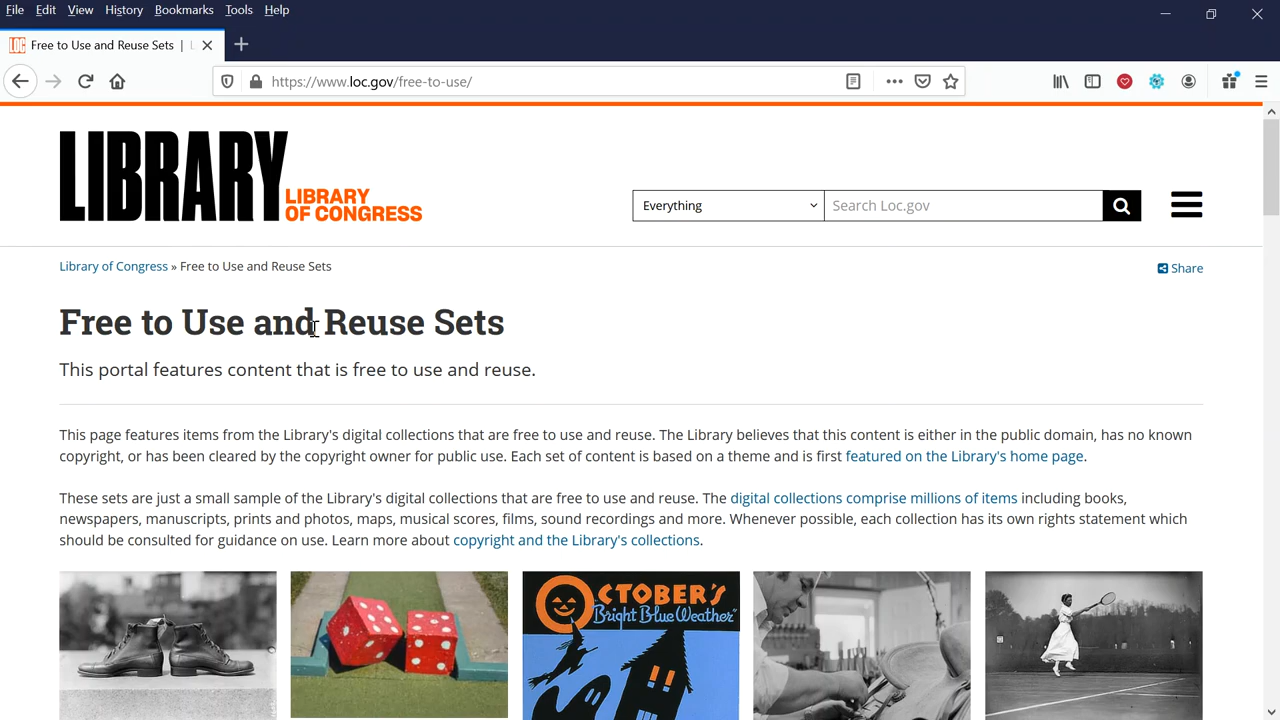 File Edit View History Bookmarks Tools Help
Free to Use and Reuse Sets |
https://www.loc.gov/free-to-use/
LIBRARY
LIBRARY
OF CONGRESS
Everything
Search Loc.gov
Library of Congress » Free to Use and Reuse Sets
Share
Free to Use and Reuse Sets
This portal features content that is free to use and reuse.
This page features items from the Library's digital collections that are free to use and reuse. The Library believes that this content is either in the public domain, has no known
copyright, or has been cleared by the copyright owner for public use. Each set of content is based on a theme and is first featured on the Library's home page.
These sets are just a small sample of the Library's digital collections that are free to use and reuse. The digital collections comprise millions of items including books,
newspapers, manuscripts, prints and photos, maps, musical scores, films, sound recordings and more. Whenever possible, each collection has its own rights statement which
should be consulted for guidance on use. Learn more about copyright and the Library's collections.
OCTOBER'S
"Bright Blue Weather"